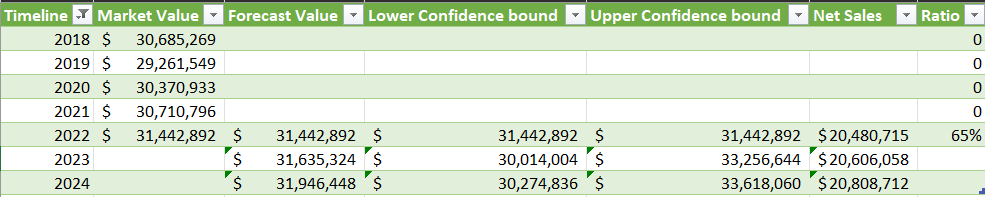 Timeline Market Value Forecast Value Lower Confidence bound Upper Confidence bound Net Sales Ratio
2018 $ 30,685,269 0
2019 $ 29,261,549 0
2020 $ 30,370,933 0
2021 $ 30,710,796 0
2022 $ 31,442,892 $ 31,442,892 $ 31,442,892 $ 31,442,892 $20,480,715 65%
2023 $ 31,635,324 $ 30,014,004 $ 33,256,644 $20,606,058
2024 $ 31,946,448 $ 30,274,836 $ 33,618,060 $20,808,712